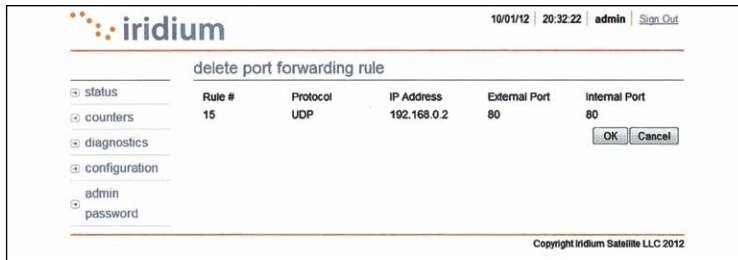 iridium
10/01/12 20:32:22 admin Sign Out
delete port forwarding rule
status
counters
diagnostics
configuration
admin
password
Rule # Protocol IP Address External Port Internal Port
15 UDP 192.168.0.2 80 80
OK Cancel
Copyright Iridium Satellite LLC 2012